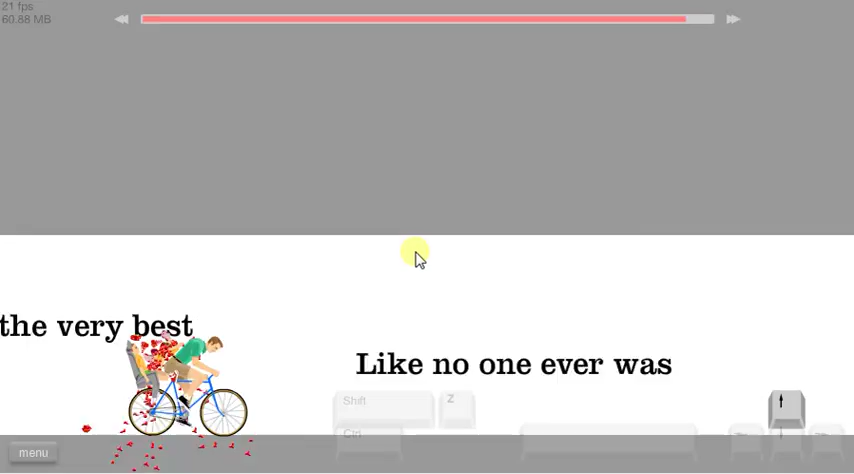 21 fps
60.88 MB
the very best
Like no one ever was
Shift
Z
Ctrl
menu